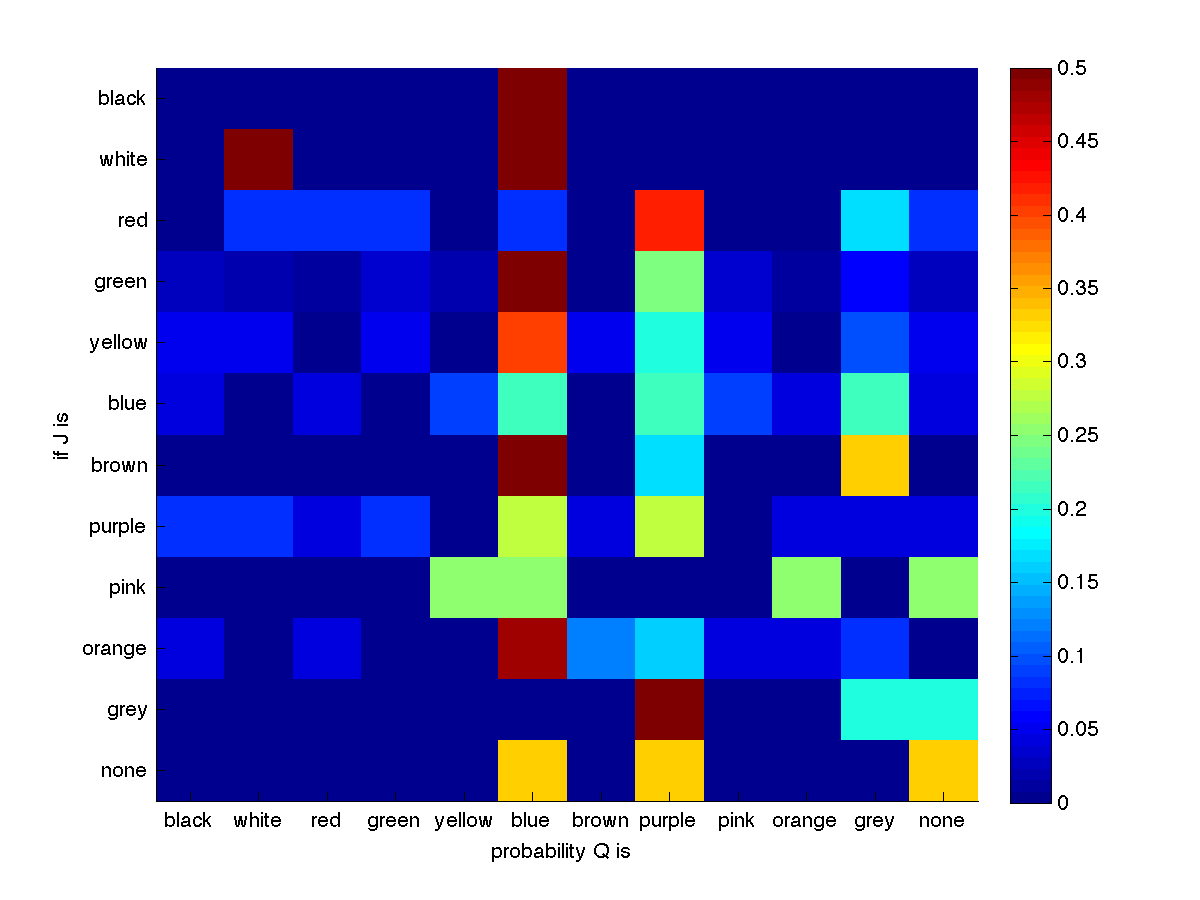 black
white
red
green
yellow
blue
brown
purple
pink
orange
grey
none
if J is
black white red green yellow blue brown purple pink orange grey none
probability Q is
0.5
0.45
0.4
0.35
0.3
0.25
0.2
0.15
0.1
0.05
0